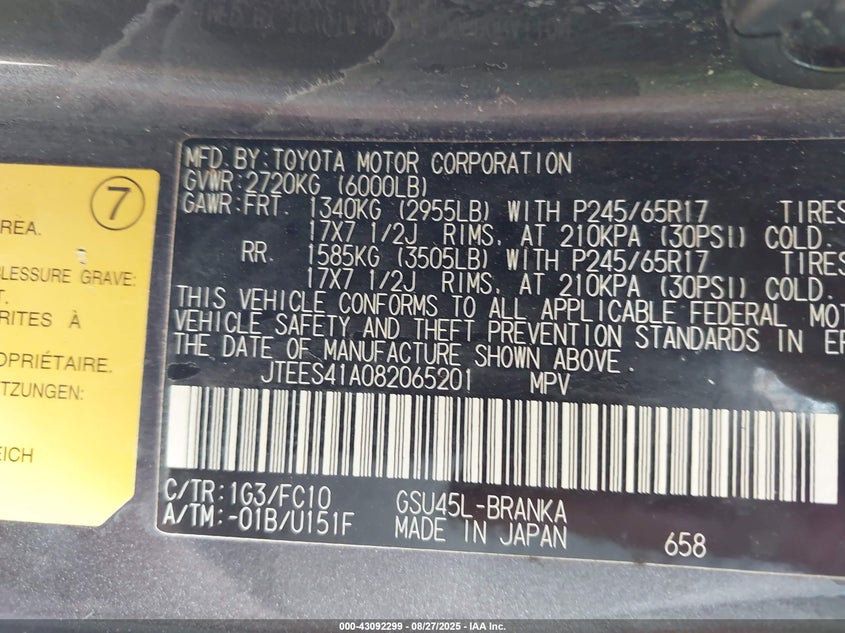 7
REA.
BLESSURE GRAVE:
T.
RITES À
OPRIÉTAIRE.
TZUNGEN:
EICH
MFD.BY:TOYOTA MOTOR CORPORATION
GVWR:2720KG (6000LB)
GAWR:FRT. 1340KG (2955LB) WITH P245/65R17 TIRES
17X7 1/2J RIMS, AT 210KPA (30PSI) COLD.
RR. 1585KG (3505LB) WITH P245/65R17 TIRES
17X7 1/2J RIMS, AT 210KPA (30PSI) COLD.
THIS VEHICLE CONFORMS TO ALL APPLICABLE FEDERAL MOT
VEHICLE SAFETY AND THEFT PREVENTION STANDARDS IN EF
THE DATE OF MANUFACTURE SHOWN ABOVE.
JTEES41A082065201 MPV
C/TR:1G3/FC10 GSU45L-BRANKA
A/TM:-01B/U151F MADE IN JAPAN 658
000-43092299 - 08/27/2025 - IAA Inc.